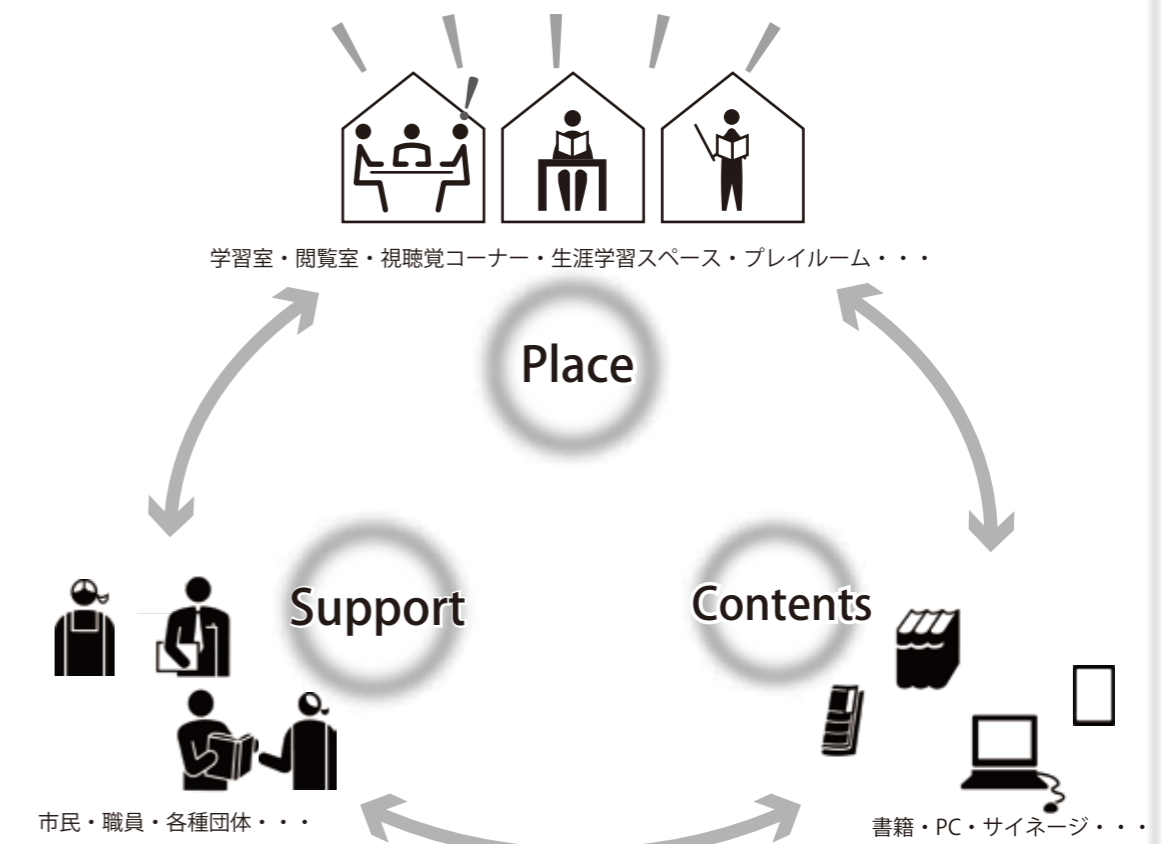 学習室・閲覧室・視聴覚コーナー・生涯学習スペース・プレイルーム・・・
Place
Support
Contents
市民・職員・各種団体・・・
書籍・PC・サイネージ・・・